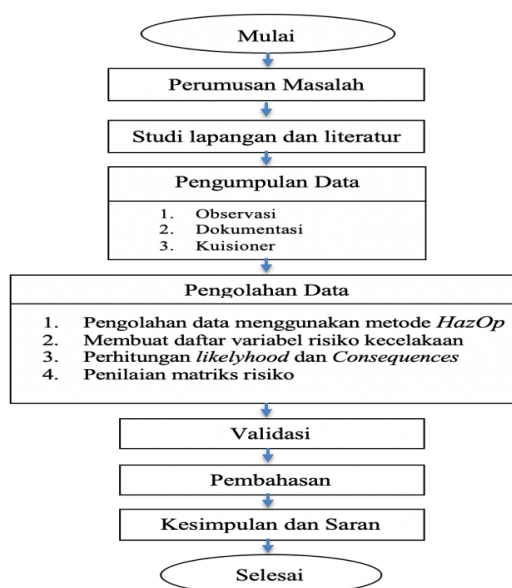 Mulai
Perumusan Masalah
Studi lapangan dan literatur
Pengumpulan Data
1. Observasi
2. Dokumentasi
3. Kuisioner
Pengolahan Data
1. Pengolahan data menggunakan metode HazOp
2. Membuat daftar variabel risiko kecelakaan
3. Perhitungan likelyhood dan Consequences
4. Penilaian matriks risiko
Validasi
Pembahasan
Kesimpulan dan Saran
Selesai